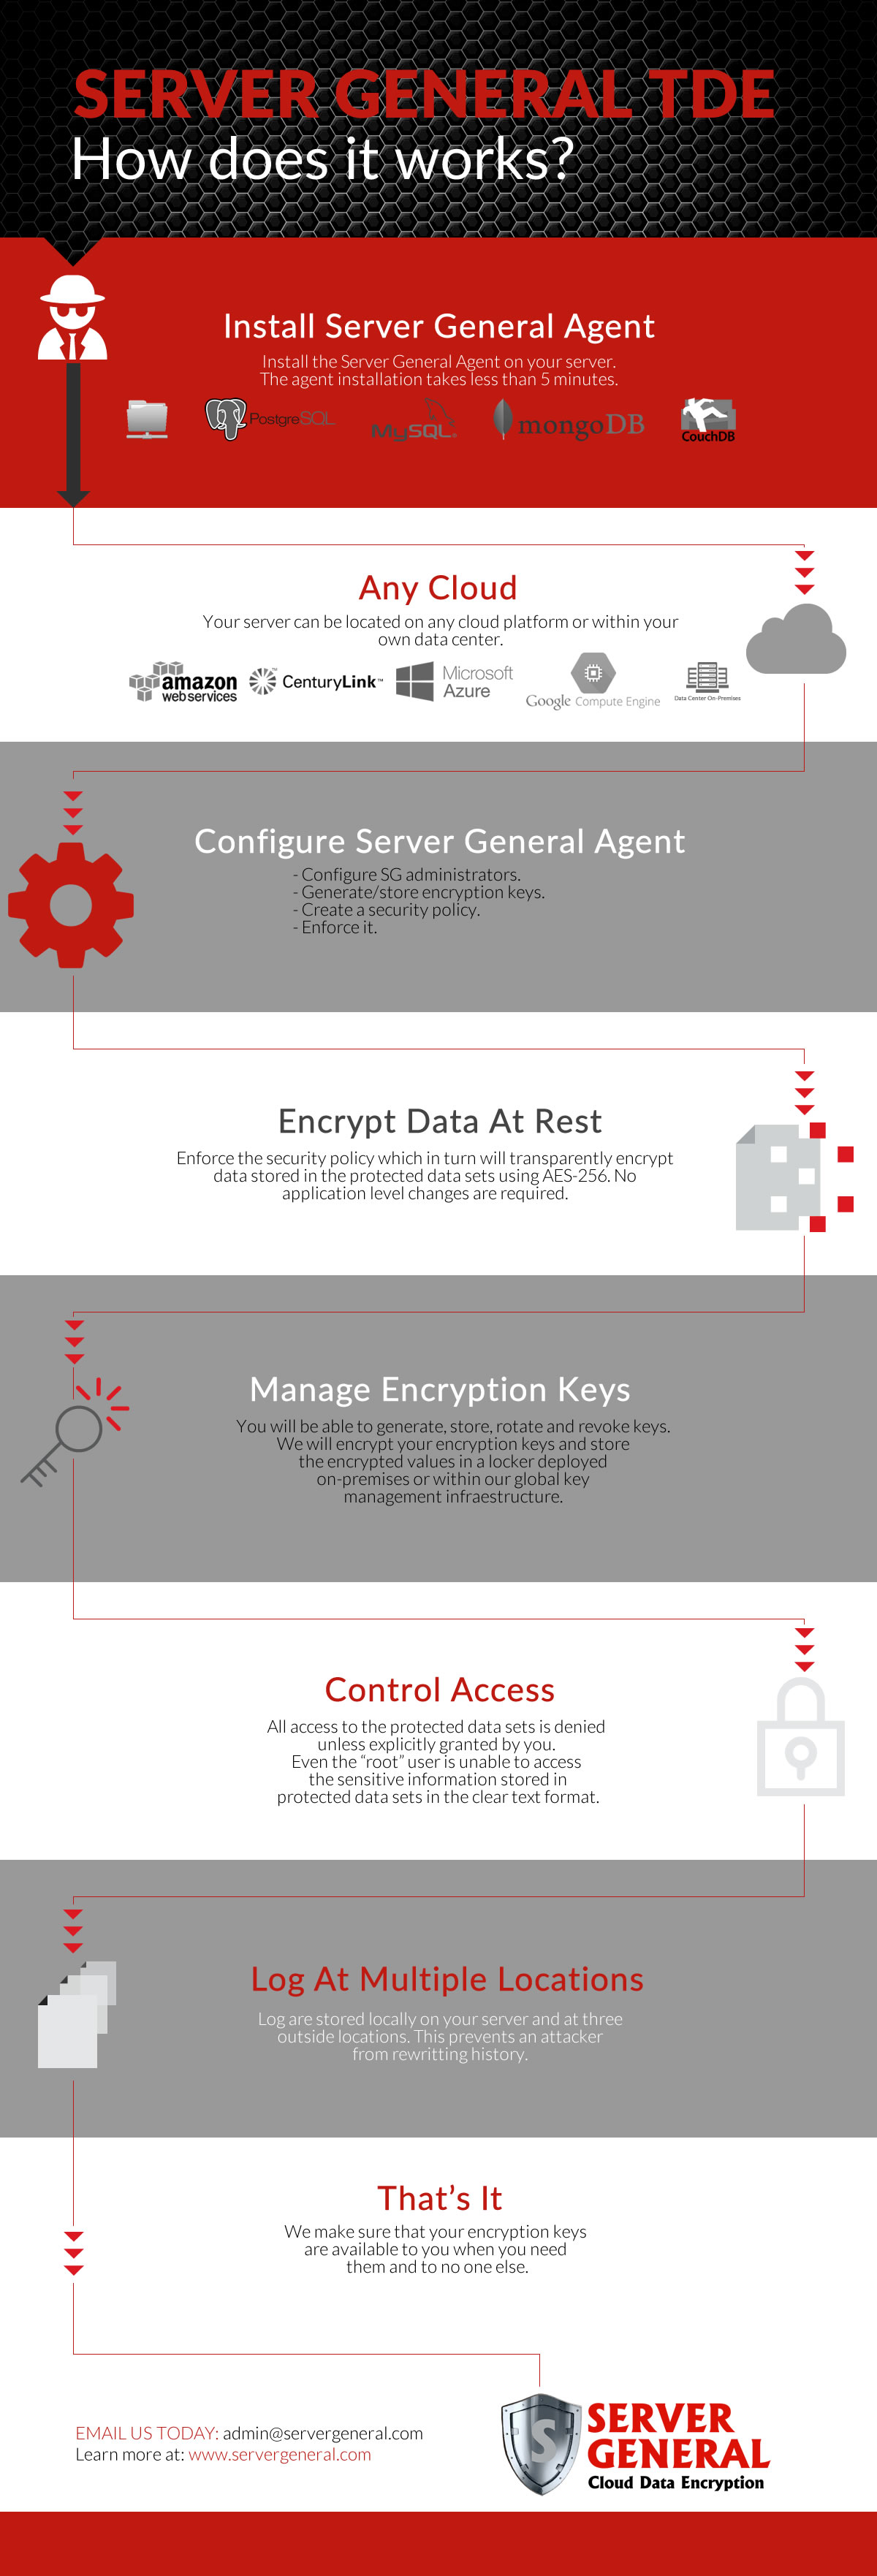 SERVER GENERAL TDE
How does it works?
Install Server General Agent
Install the Server General Agent on your server.
The agent installation takes less than 5 minutes.
PostgreSQL
MySQL
mongoDB
CouchDB
Any Cloud
Your server can be located on any cloud platform or within your
own data center.
amazon
web services
CenturyLink™
Microsoft
Azure
Google Compute Engine
Data Center On-Premises
Configure Server General Agent
- Configure SG administrators.
- Generate/store encryption keys.
- Create a security policy.
- Enforce it.
Encrypt Data At Rest
Enforce the security policy which in turn will transparently encrypt
data stored in the protected data sets using AES-256. No
application level changes are required.
Manage Encryption Keys
You will be able to generate, store, rotate and revoke keys.
We will encrypt your encryption keys and store
the encrypted values in a locker deployed
on-premises or within our global key
management infraestructure.
Control Access
All access to the protected data sets is denied
unless explicitly granted by you.
Even the “root” user is unable to access
the sensitive information stored in
protected data sets in the clear text format.
Log At Multiple Locations
Log are stored locally on your server and at three
outside locations. This prevents an attacker
from rewritting history.
That’s It
We make sure that your encryption keys
are available to you when you need
them and to no one else.
EMAIL US TODAY: admin@servergeneral.com
Learn more at: www.servergeneral.com
S
SERVER
GENERAL
Cloud Data Encryption